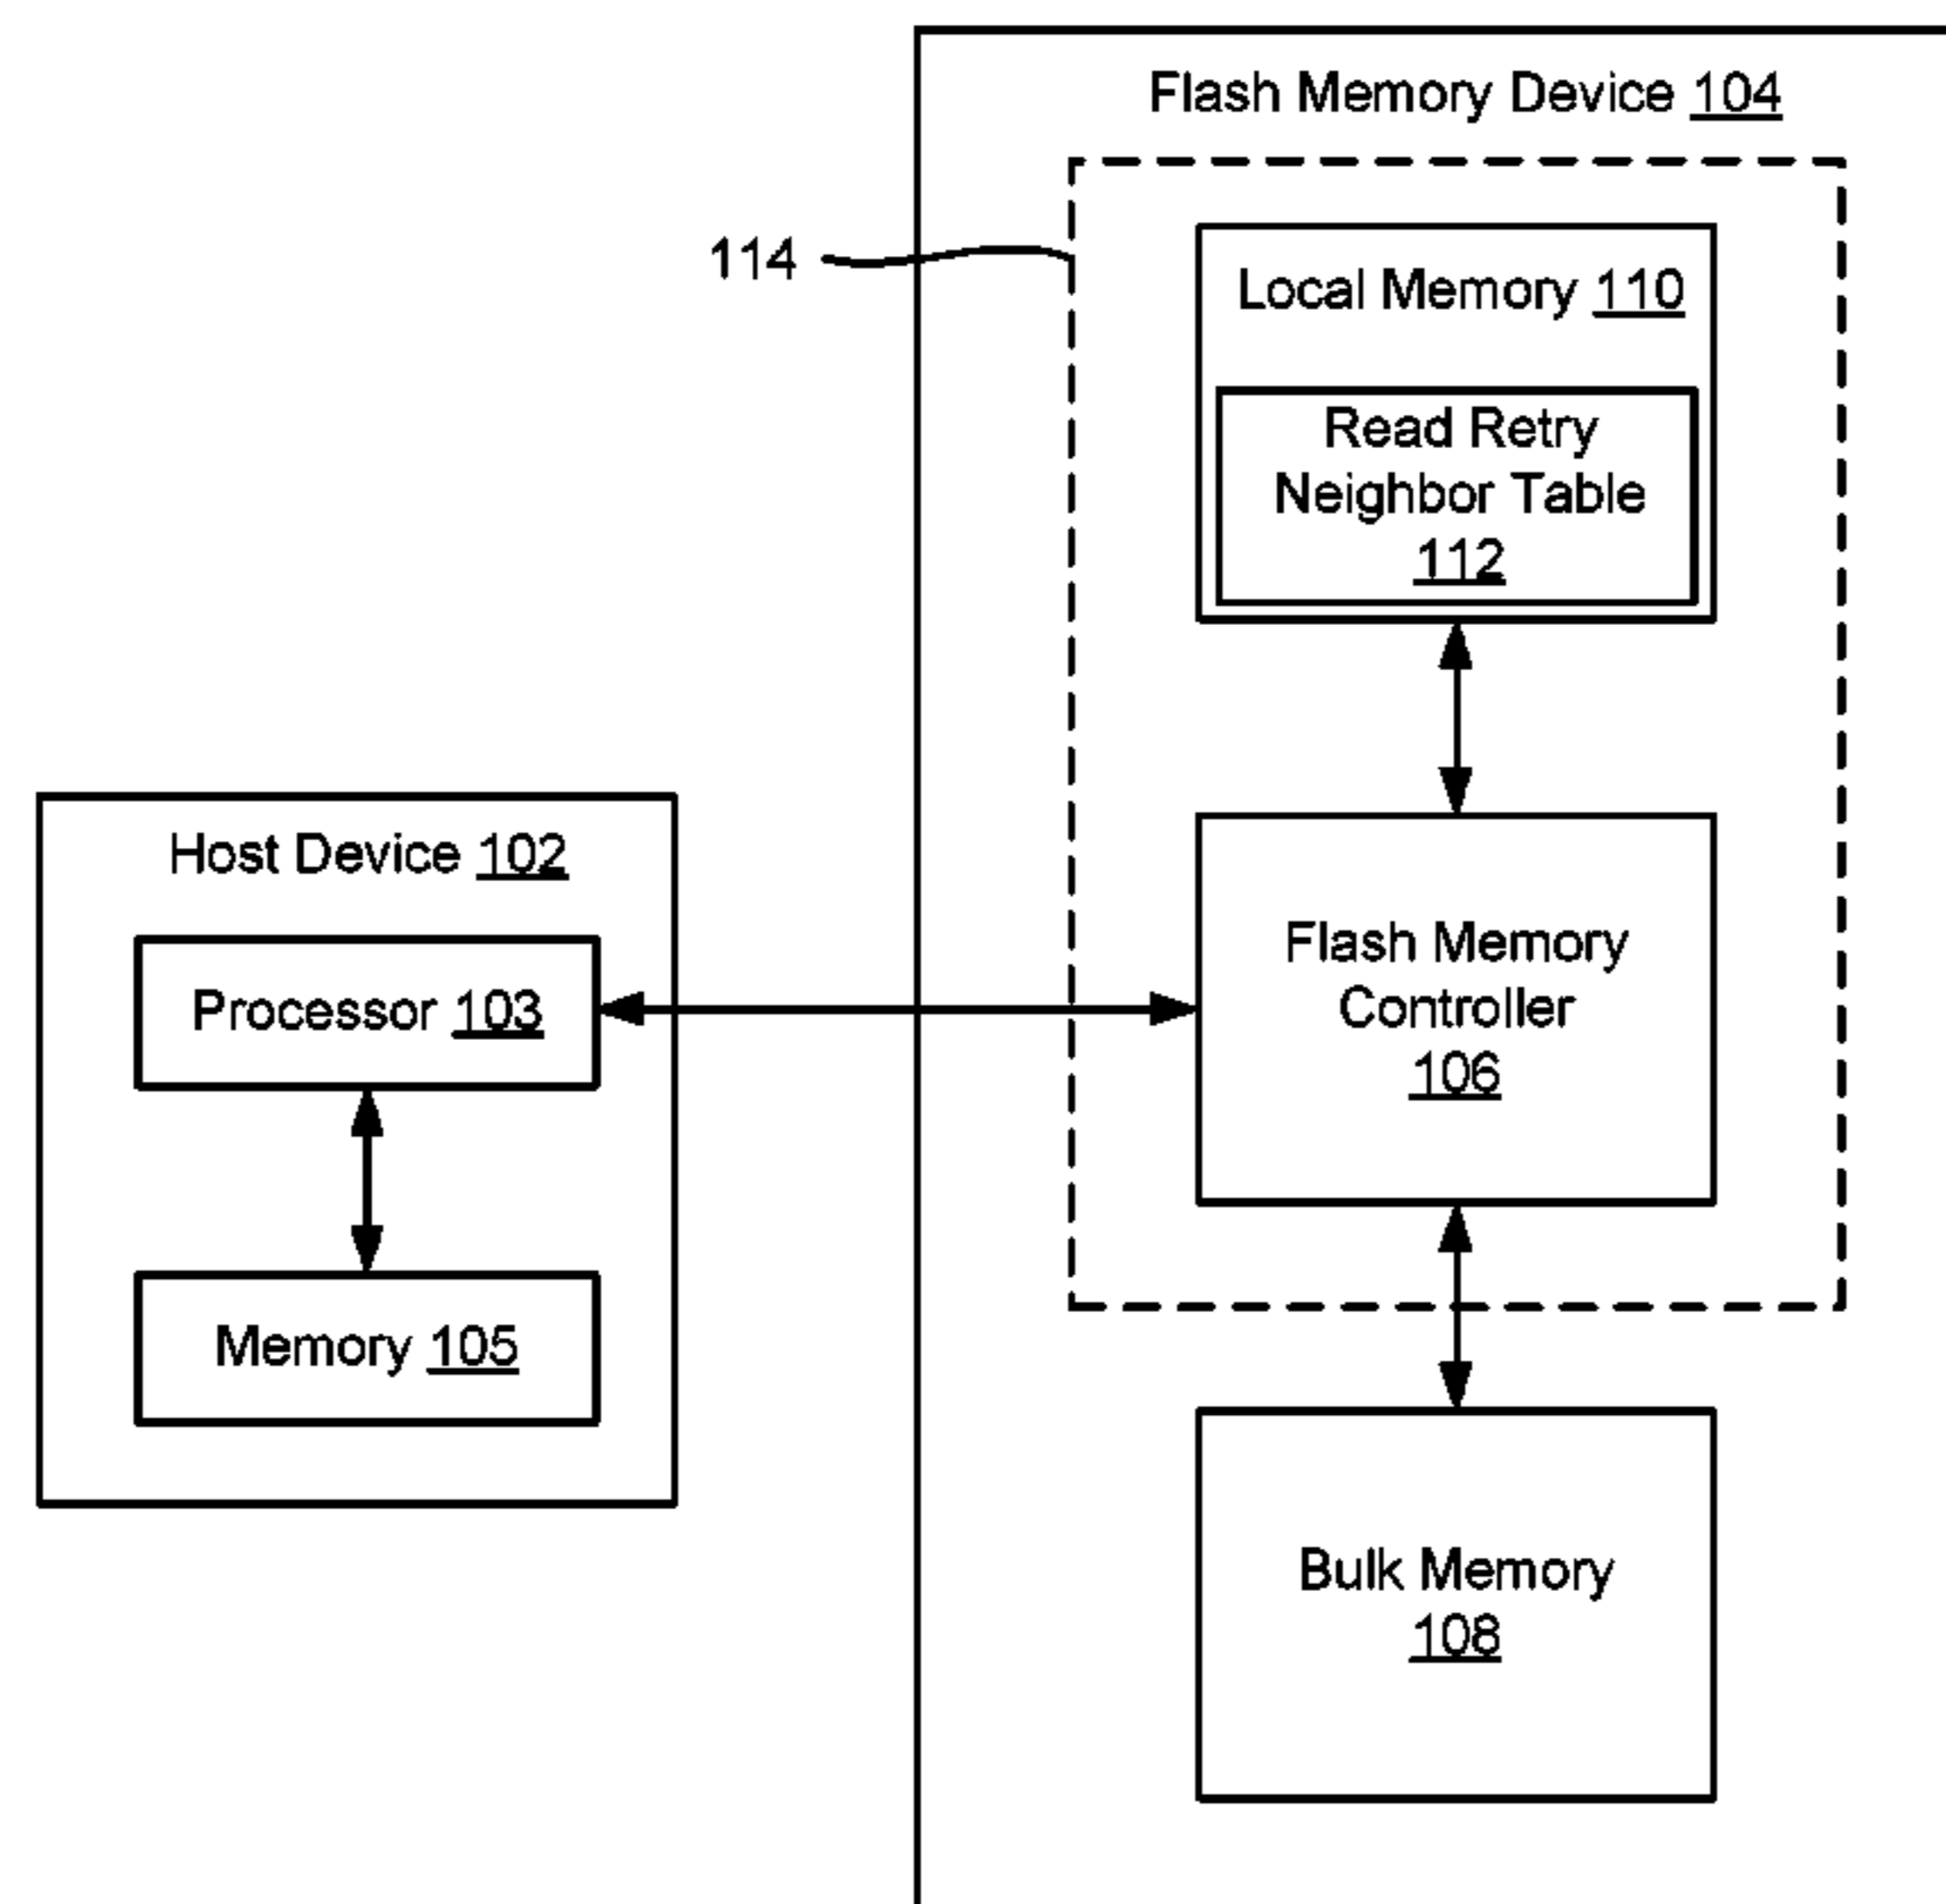 Flash Memory Device 104
114
Local Memory 110
Read Retry
Neighbor Table
112
Host Device 102
Processor 103
Memory 105
Flash Memory
Controller
106
Bulk Memory
108